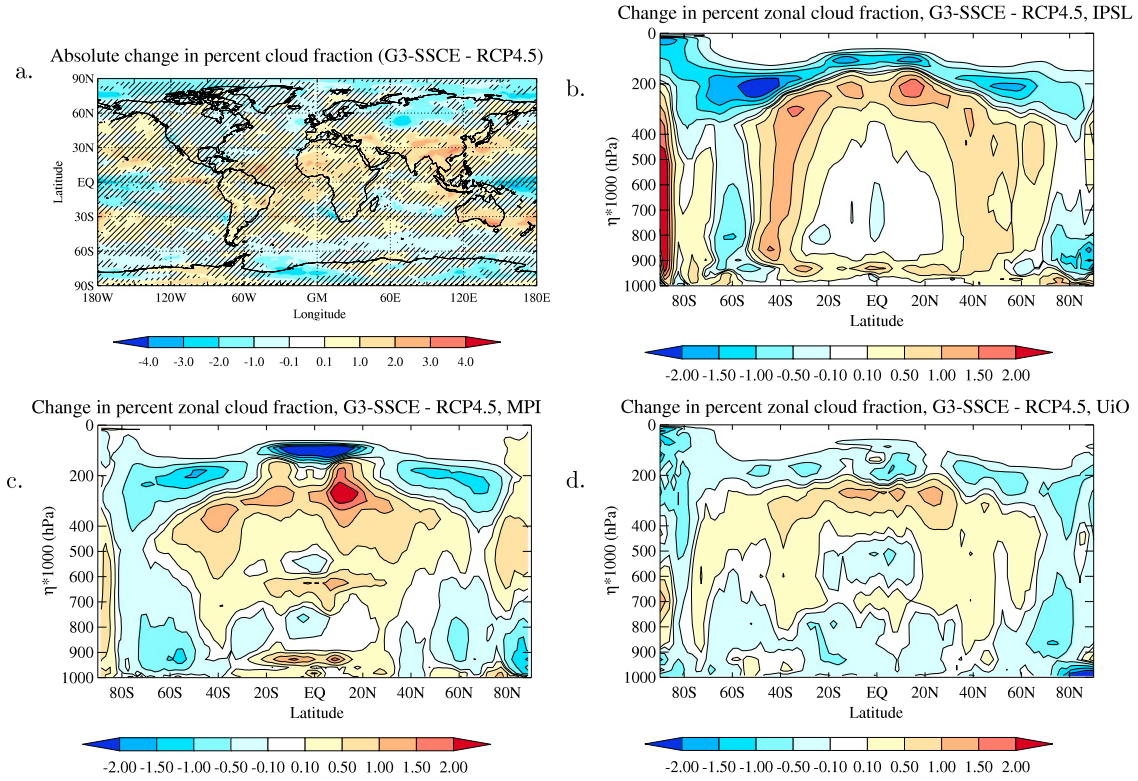 a.
Absolute change in percent cloud fraction (G3-SSCE - RCP4.5)
90N
60N
30N
EQ
30S
60S
90S
Latitude
180W 120W 60W GM 60E 120E 180E
Longitude
-4.0 -3.0 -2.0 -1.0 -0.1 0.1 1.0 2.0 3.0 4.0
b.
Change in percent zonal cloud fraction, G3-SSCE - RCP4.5, IPSL
0
200
400
500
600
700
800
900
1000
η*1000 (hPa)
80S 60S 40S 20S EQ 20N 40N 60N 80N
Latitude
-2.00 -1.50 -1.00 -0.50 -0.10 0.10 0.50 1.00 1.50 2.00
c.
Change in percent zonal cloud fraction, G3-SSCE - RCP4.5, MPI
0
200
400
500
600
700
800
900
1000
η*1000 (hPa)
80S 60S 40S 20S EQ 20N 40N 60N 80N
Latitude
-2.00 -1.50 -1.00 -0.50 -0.10 0.10 0.50 1.00 1.50 2.00
d.
Change in percent zonal cloud fraction, G3-SSCE - RCP4.5, UiO
0
200
400
500
600
700
800
900
1000
η*1000 (hPa)
80S 60S 40S 20S EQ 20N 40N 60N 80N
Latitude
-2.00 -1.50 -1.00 -0.50 -0.10 0.10 0.50 1.00 1.50 2.00